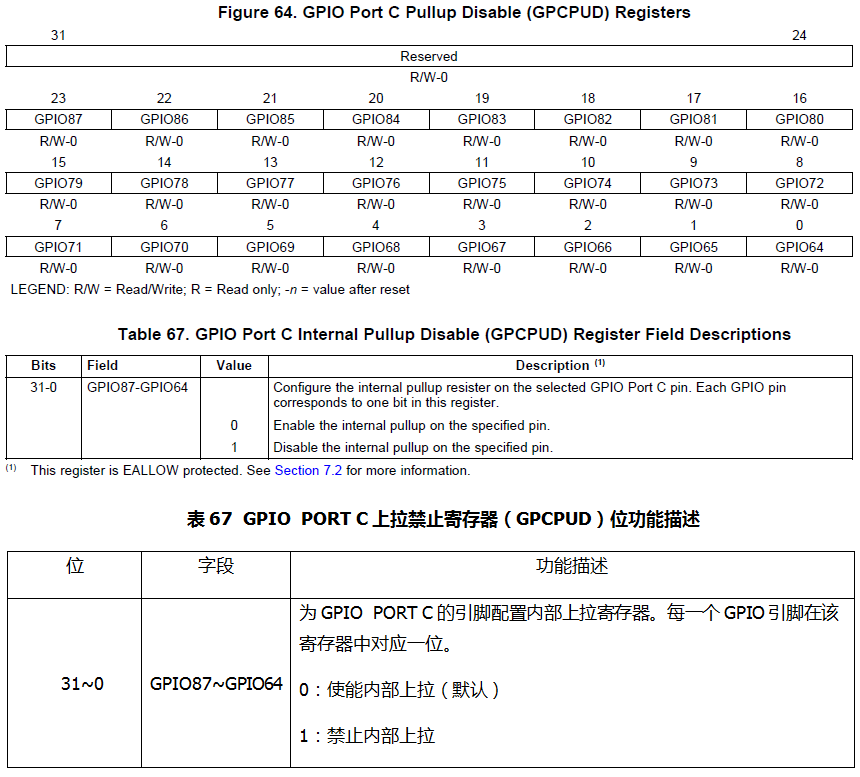 Figure 64. GPIO Port C Pullup Disable (GPCPUD) Registers
31 24
Reserved
R/W-0
23 22 21 20 19 18 17 16
GPIO87 GPIO86 GPIO85 GPIO84 GPIO83 GPIO82 GPIO81 GPIO80
R/W-0 R/W-0 R/W-0 R/W-0 R/W-0 R/W-0 R/W-0 R/W-0
15 14 13 12 11 10 9 8
GPIO79 GPIO78 GPIO77 GPIO76 GPIO75 GPIO74 GPIO73 GPIO72
R/W-0 R/W-0 R/W-0 R/W-0 R/W-0 R/W-0 R/W-0 R/W-0
7 6 5 4 3 2 1 0
GPIO71 GPIO70 GPIO69 GPIO68 GPIO67 GPIO66 GPIO65 GPIO64
R/W-0 R/W-0 R/W-0 R/W-0 R/W-0 R/W-0 R/W-0 R/W-0
LEGEND: R/W = Read/Write; R = Read only; -n = value after reset
Table 67. GPIO Port C Internal Pullup Disable (GPCPUD) Register Field Descriptions
Bits Field Value Description (1)
31-0 GPIO87-GPIO64 Configure the internal pullup resister on the selected GPIO Port C pin. Each GPIO pin
corresponds to one bit in this register.
0 Enable the internal pullup on the specified pin.
1 Disable the internal pullup on the specified pin.
(1) This register is EALLOW protected. See Section 7.2 for more information.
表 67 GPIO PORT C 上拉禁止寄存器（GPCPUD）位功能描述
位 字段 功能描述
31~0 GPIO87~GPIO64 为 GPIO PORT C 的引脚配置内部上拉寄存器。每一个 GPIO 引脚在该
寄存器中对应一位。
0：使能内部上拉（默认）
1：禁止内部上拉